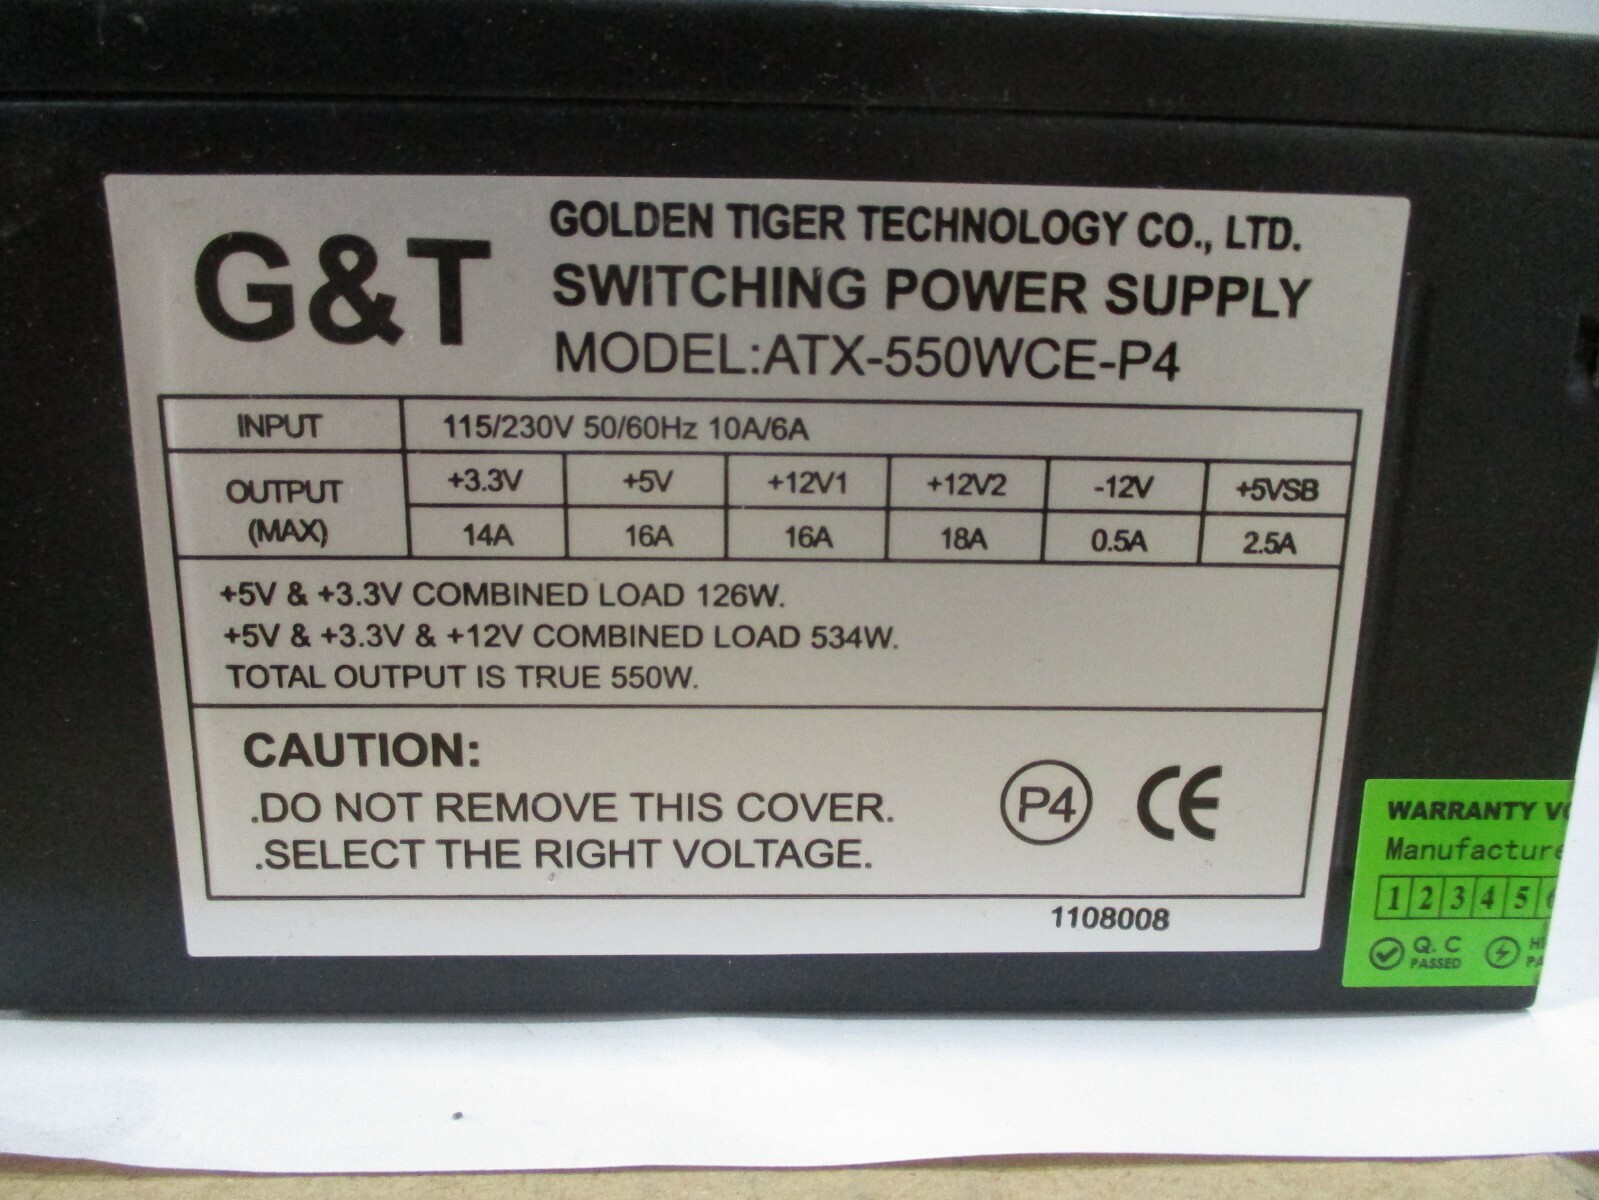 G&T
GOLDEN TIGER TECHNOLOGY CO., LTD.
SWITCHING POWER SUPPLY
MODEL:ATX-550WCE-P4
INPUT 115/230V 50/60Hz 10A/6A
OUTPUT (MAX) +3.3V +5V +12V1 +12V2 -12V +5VSB
14A 16A 16A 18A 0.5A 2.5A
+5V & +3.3V COMBINED LOAD 126W.
+5V & +3.3V & +12V COMBINED LOAD 534W.
TOTAL OUTPUT IS TRUE 550W.
CAUTION:
.DO NOT REMOVE THIS COVER.
.SELECT THE RIGHT VOLTAGE.
P4 CE
1108008
WARRANTY
Manufacture
1 2 3 4 5
Q.C
PASSED